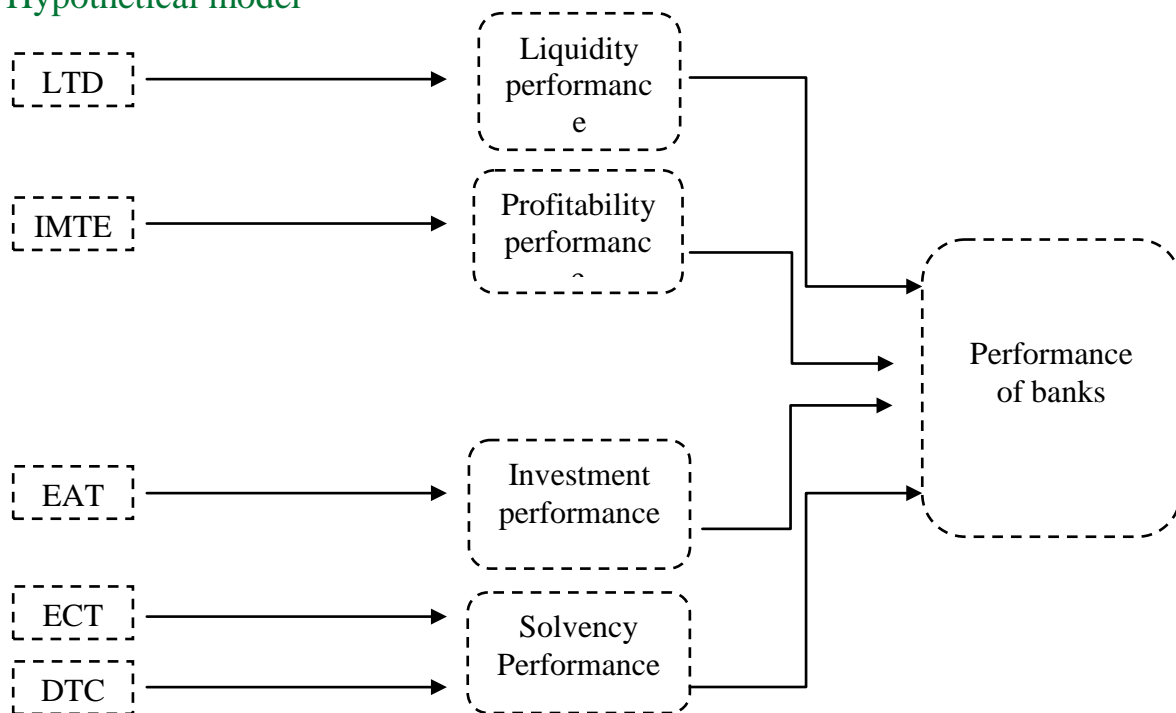 Hypothetical model
LTD
Liquidity
performanc
e
IMTE
Profitability
performanc
EAT
Investment
performance
Performance
of banks
ECT
DTC
Solvency
Performance